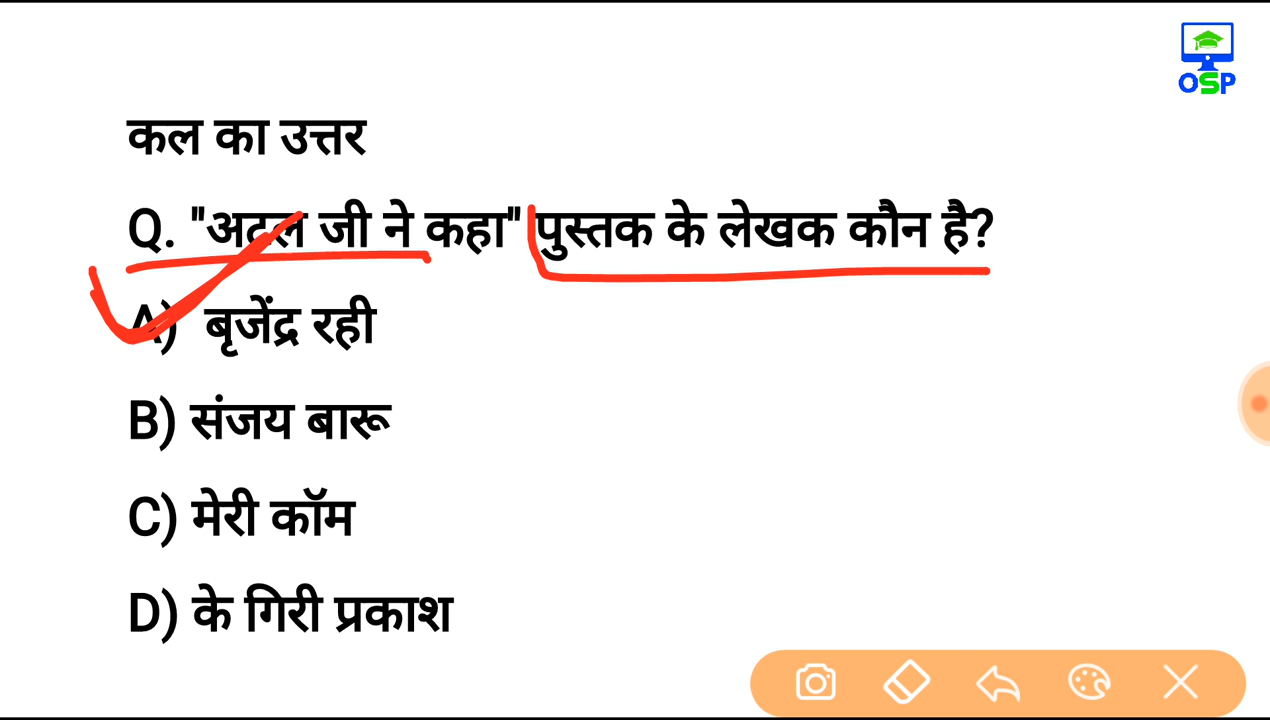 OSP
कल का उत्तर
Q. "अटल जी ने कहा" पुस्तक के लेखक कौन है?
A) बृजेंद्र रही
B) संजय बारू
C) मेरी कॉम
D) के गिरी प्रकाश